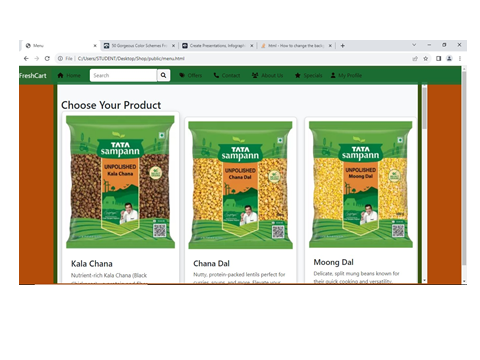 Menu
50 Gorgeous Color Schemes Fro
Create Presentations, Infographi
html - How to change the back
File | C:/Users/STUDENT/Desktop/Shop/public/menu.html
FreshCart Home Search Offers Contact About Us Specials My Profile
Choose Your Product
TATA
sampann
UNPOLISHED
Kala Chana
TATA
sampann
UNPOLISHED
Chana Dal
TATA
sampann
UNPOLISHED
Moong Dal
Kala Chana
Nutrient-rich Kala Chana (Black
Chana Dal
Nutty, protein-packed lentils perfect for
Moong Dal
Delicate, split mung beans known for
their quick cooking and versatility.